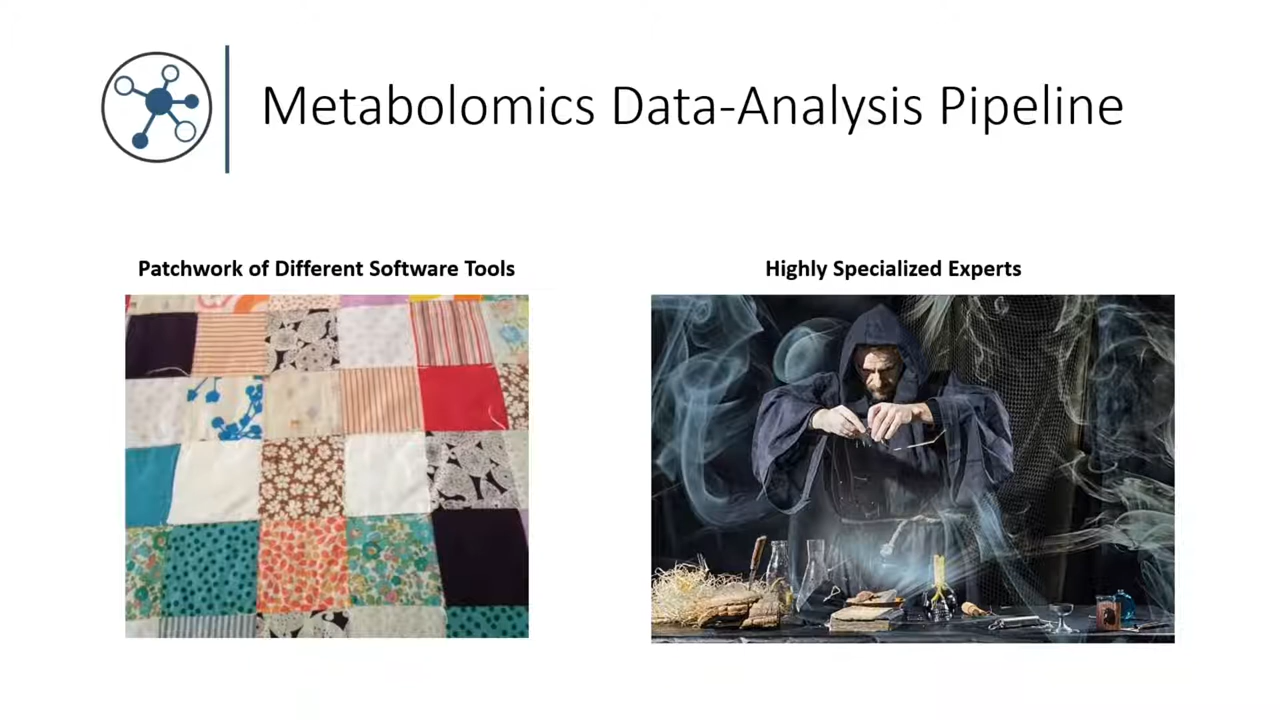 Metabolomics Data-Analysis Pipeline
Patchwork of Different Software Tools
Highly Specialized Experts